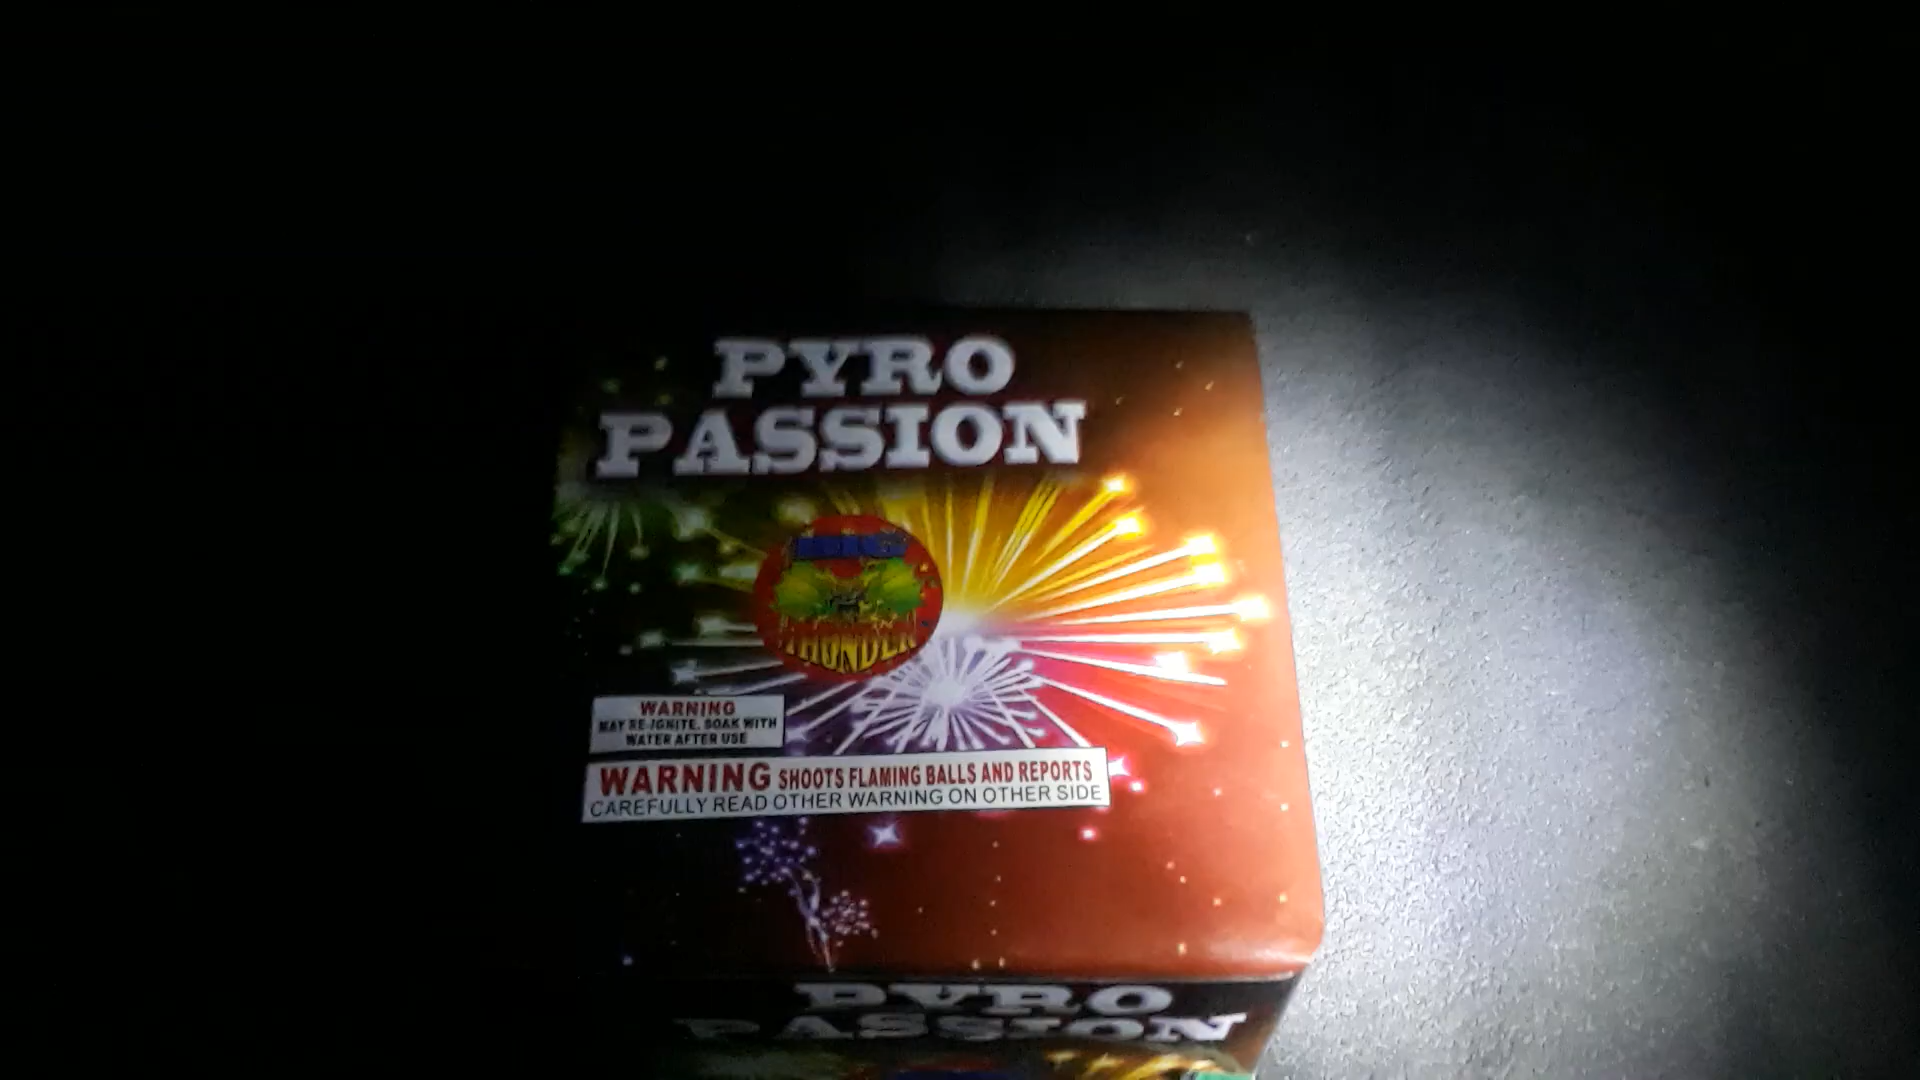 PYRO
PASSION
THUNDER
WARNING
MAY RE-IGNITE. SOAK WITH
WATER AFTER USE
WARNING SHOOTS FLAMING BALLS AND REPORTS
CAREFULLY READ OTHER WARNING ON OTHER SIDE
PYRO
PASSION